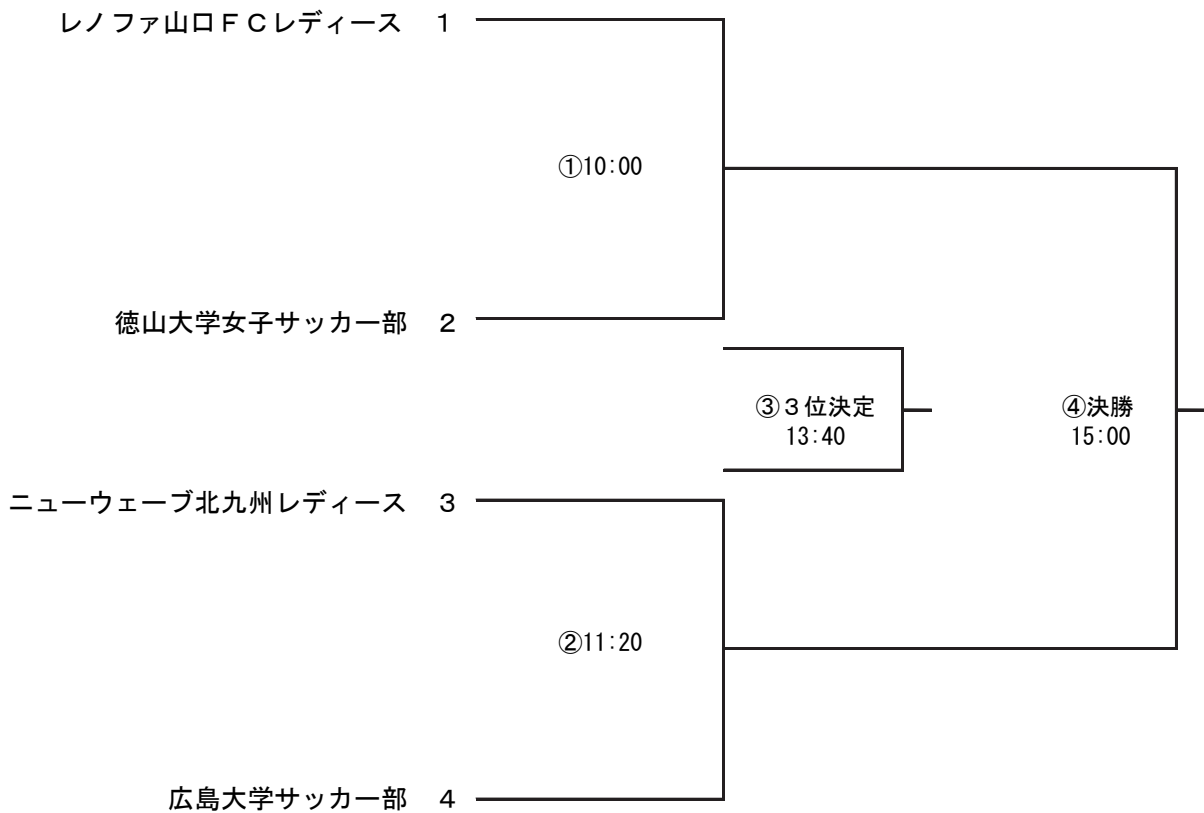 レノファ山口ＦＣレディース　1
①10:00
徳山大学女子サッカー部　2
③３位決定
13:40
④決勝
15:00
ニューウェーブ北九州レディース　3
②11:20
広島大学サッカー部　4